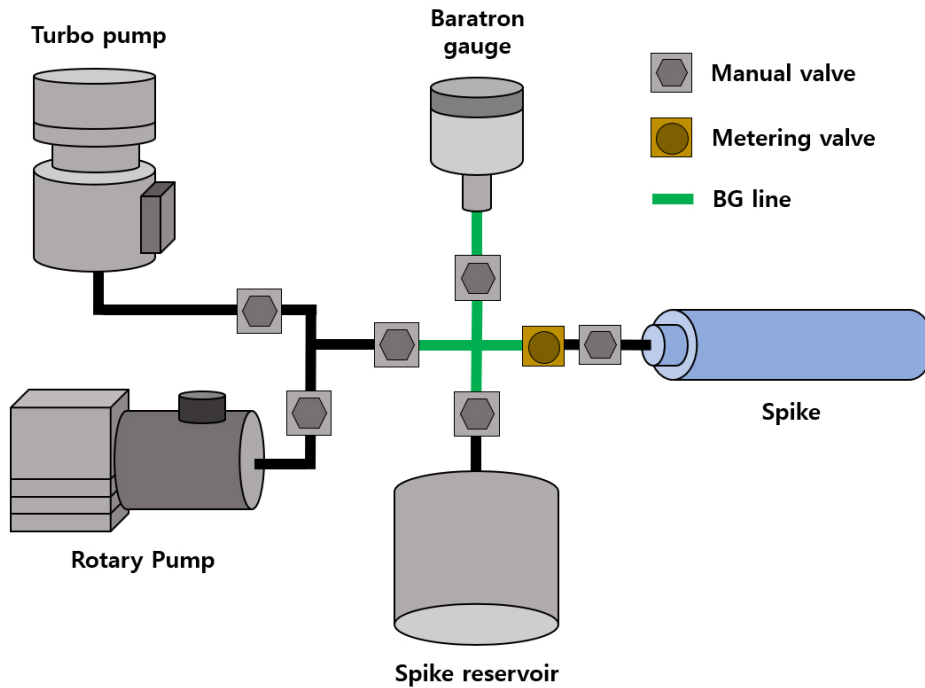 Turbo pump
Baratron
gauge
Manual valve
Metering valve
BG line
Spike
Rotary Pump
Spike reservoir